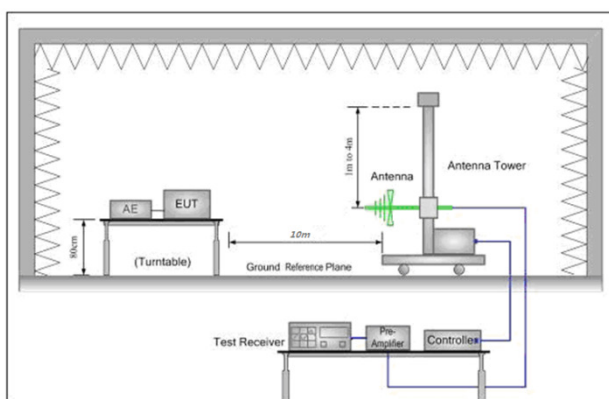 1m to 4m
Antenna
Antenna Tower
AE
EUT
80cm
(Turntable)
10m
Ground Reference Plane
Test Receiver
Pre-
Amplifier
Controller